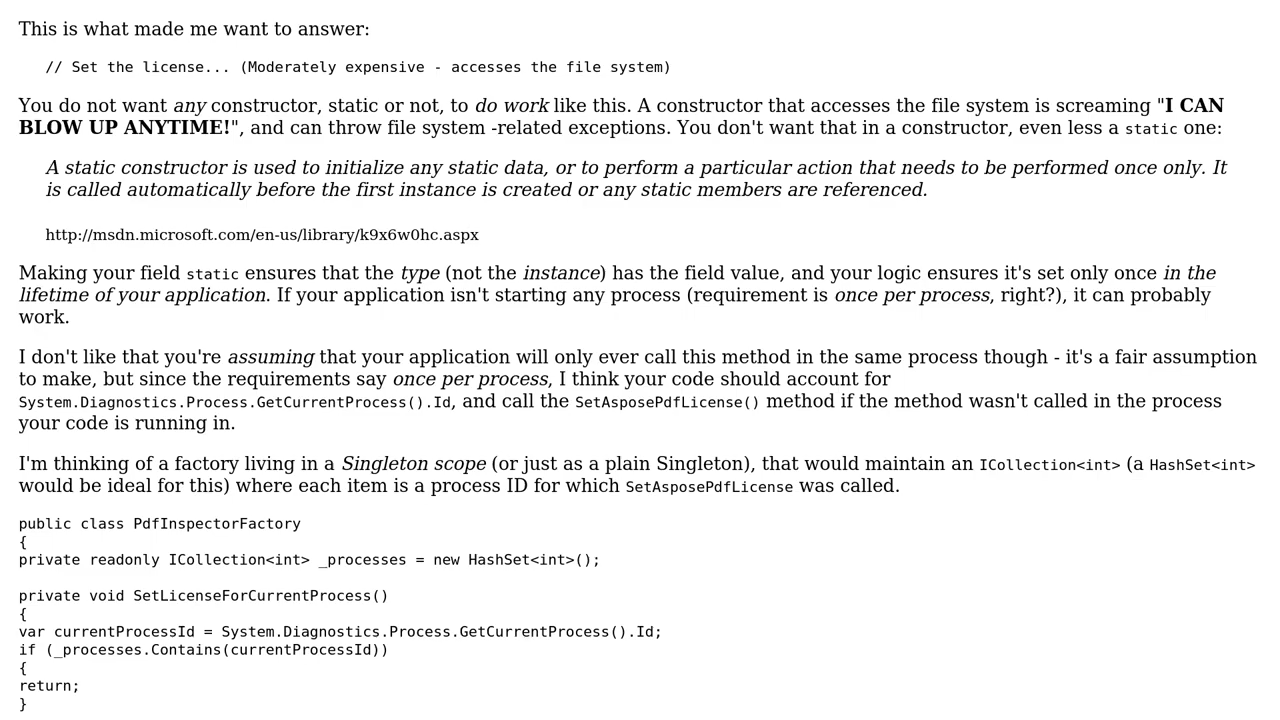 This is what made me want to answer:
// Set the license... (Moderately expensive - accesses the file system)
You do not want any constructor, static or not, to do work like this. A constructor that accesses the file system is screaming "I CAN
BLOW UP ANYTIME!", and can throw file system -related exceptions. You don't want that in a constructor, even less a static one:
A static constructor is used to initialize any static data, or to perform a particular action that needs to be performed once only. It
is called automatically before the first instance is created or any static members are referenced.
http://msdn.microsoft.com/en-us/library/k9x6w0hc.aspx
Making your field static ensures that the type (not the instance) has the field value, and your logic ensures it's set only once in the
lifetime of your application. If your application isn't starting any process (requirement is once per process, right?), it can probably
work.
I don't like that you're assuming that your application will only ever call this method in the same process though - it's a fair assumption
to make, but since the requirements say once per process, I think your code should account for
System.Diagnostics.Process.GetCurrentProcess().Id, and call the SetAsposePdfLicense() method if the method wasn't called in the process
your code is running in.
I'm thinking of a factory living in a Singleton scope (or just as a plain Singleton), that would maintain an ICollection<int> (a HashSet<int>
would be ideal for this) where each item is a process ID for which SetAsposePdfLicense was called.
public class PdfInspectorFactory
{
private readonly ICollection<int> _processes = new HashSet<int>();
private void SetLicenseForCurrentProcess()
{
var currentProcessId = System.Diagnostics.Process.GetCurrentProcess().Id;
if (_processes.Contains(currentProcessId))
{
return;
}